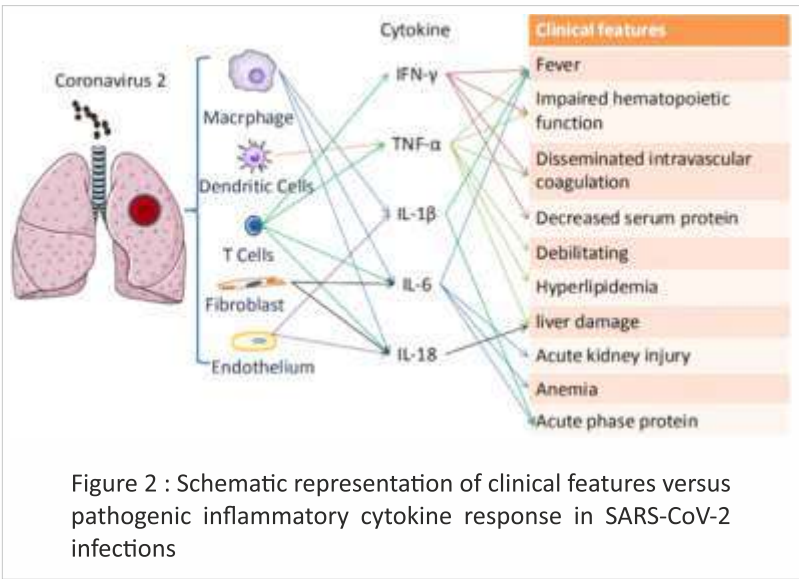 Cytokine
Clinical features
Coronavirus 2
Macrphage
Dendritic Cells
T Cells
Fibroblast
Endothelium
IFN-γ
TNF-α
IL-1β
IL-6
IL-18
Fever
Impaired hematopoietic
function
Disseminated intravascular
coagulation
Decreased serum protein
Debilitating
Hyperlipidemia
liver damage
Acute kidney injury
Anemia
Acute phase protein
Figure 2 : Schematic representation of clinical features versus
pathogenic inflammatory cytokine response in SARS-CoV-2
infections